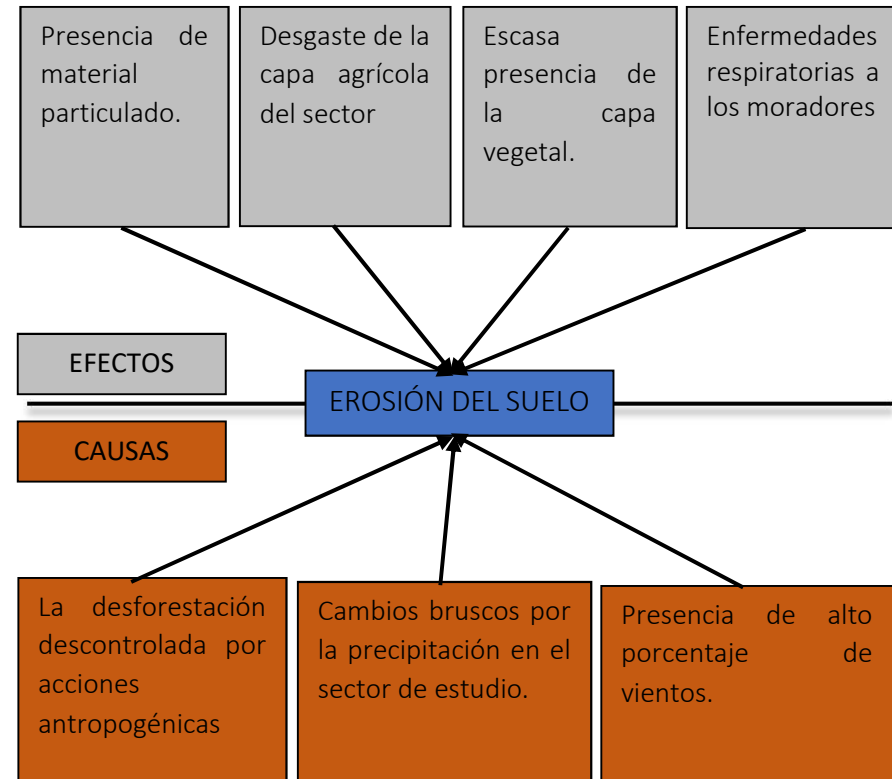 Presencia de
material
particulado.
Desgaste de la
capa agrícola
del sector
Escasa
presencia de
la capa
vegetal.
Enfermedades
respiratorias a
los moradores
EFECTOS
EROSIÓN DEL SUELO
CAUSAS
La desforestación
descontrolada por
acciones
antropogénicas
Cambios bruscos por
la precipitación en el
sector de estudio.
Presencia de alto
porcentaje de
vientos.